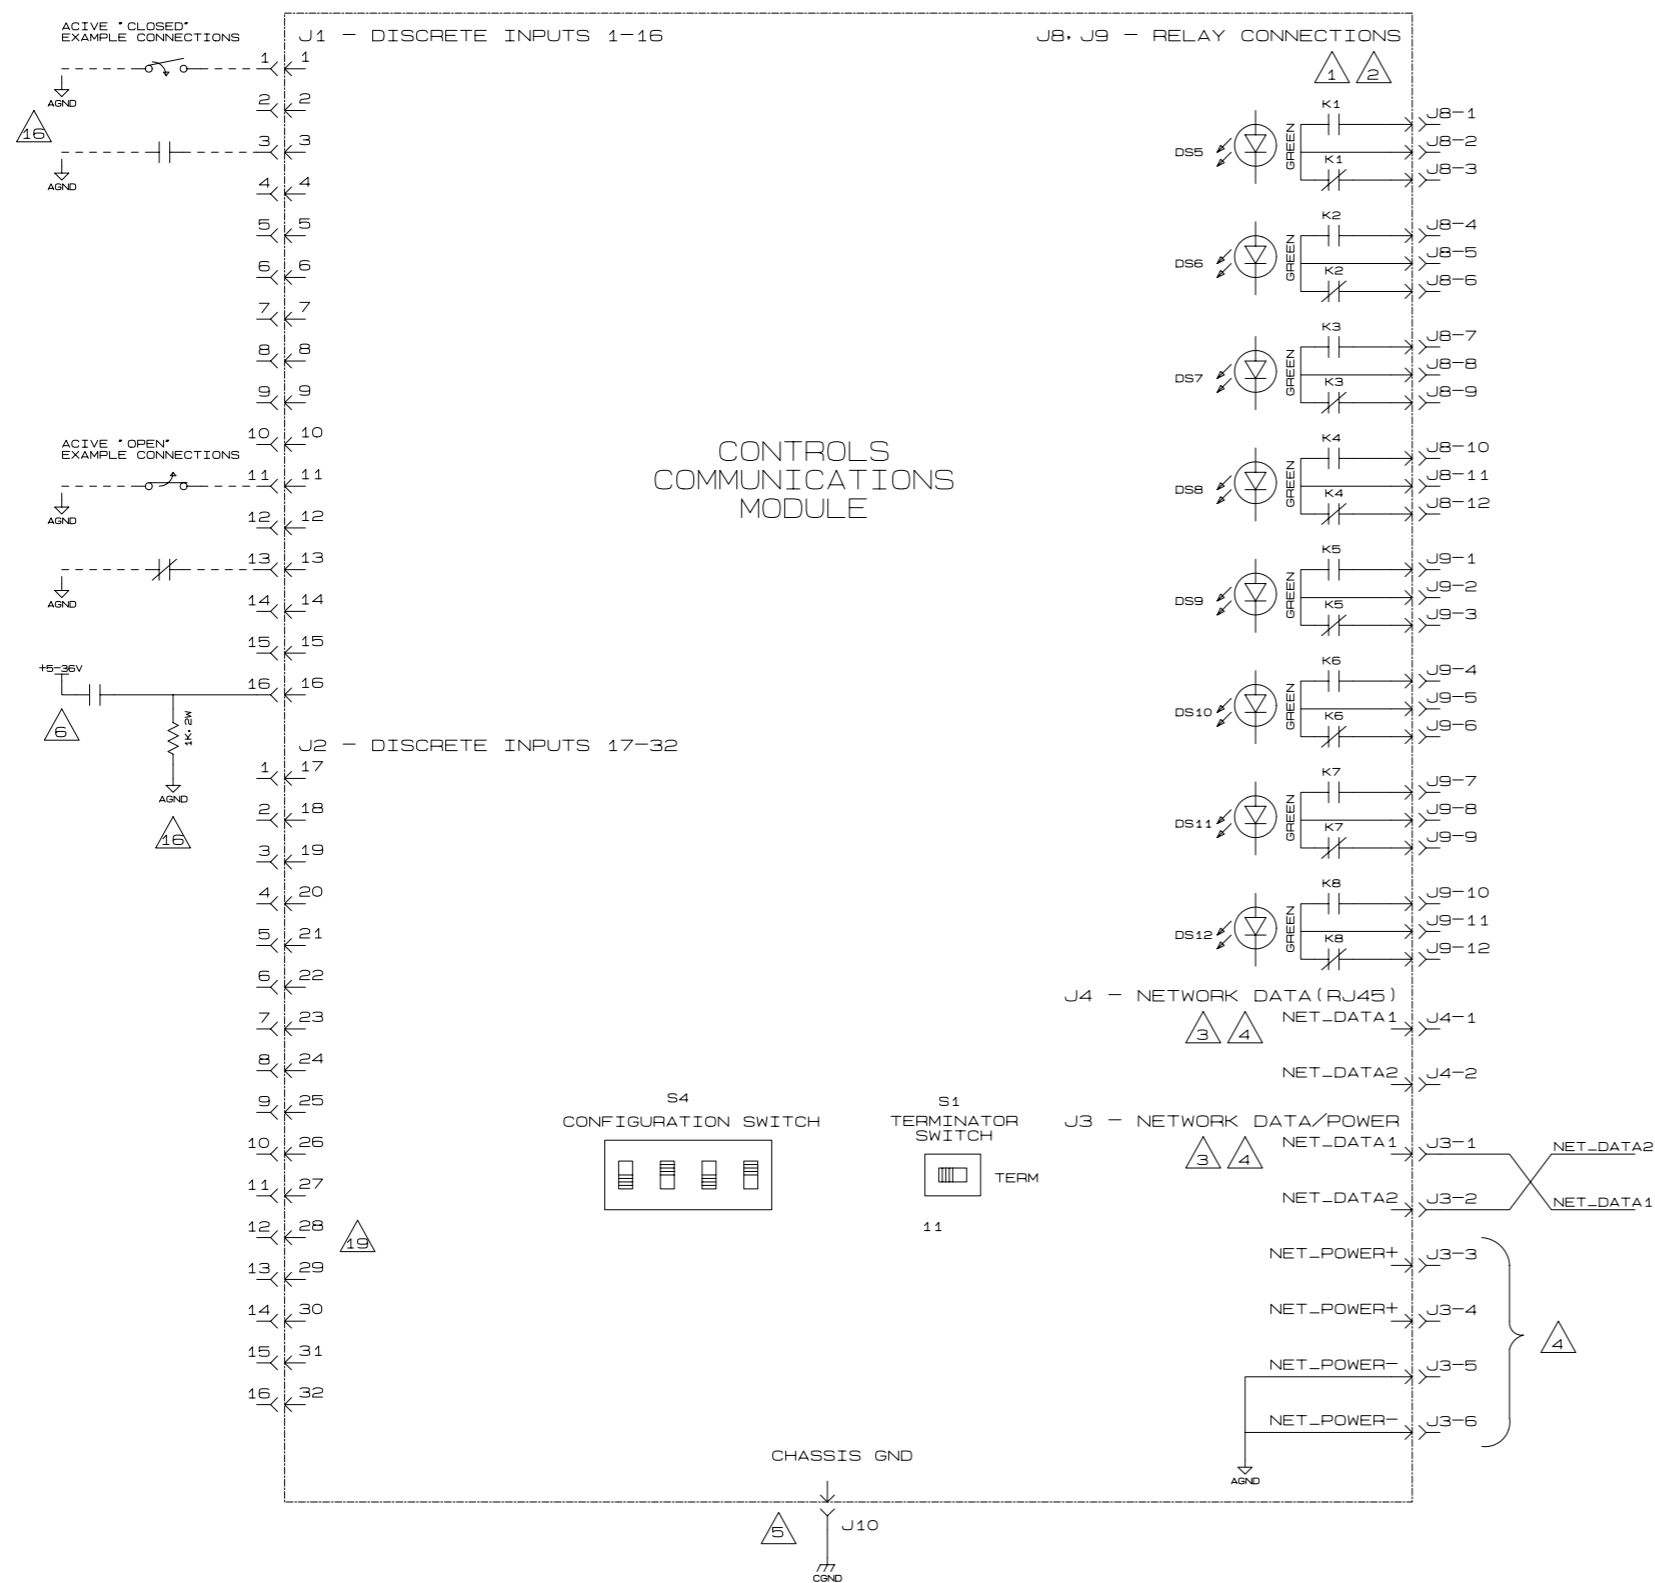 ACIVE "CLOSED"
EXAMPLE CONNECTIONS
J1 - DISCRETE INPUTS 1-16
J8, J9 - RELAY CONNECTIONS
1 2
1 1
AGND
2 2
16
3 3
AGND
4 4
5 5
6 6
7 7
8 8
9 9
10 10
ACIVE "OPEN"
EXAMPLE CONNECTIONS
11 11
AGND
12 12
13 13
AGND
14 14
15 15
+5-36V
16 16
6
1K, 2W
AGND
16
J2 - DISCRETE INPUTS 17-32
1 17
2 18
3 19
4 20
5 21
6 22
7 23
8 24
9 25
10 26
11 27
12 28
19
13 29
14 30
15 31
16 32
CONTROLS
COMMUNICATIONS
MODULE
S4
CONFIGURATION SWITCH
S1
TERMINATOR
SWITCH
TERM
11
K1 J8-1
DS5 GREEN J8-2
K1 J8-3
K2 J8-4
DS6 GREEN J8-5
K2 J8-6
K3 J8-7
DS7 GREEN J8-8
K3 J8-9
K4 J8-10
DS8 GREEN J8-11
K4 J8-12
K5 J9-1
DS9 GREEN J9-2
K5 J9-3
K6 J9-4
DS10 GREEN J9-5
K6 J9-6
K7 J9-7
DS11 GREEN J9-8
K7 J9-9
K8 J9-10
DS12 GREEN J9-11
K8 J9-12
J4 - NETWORK DATA(RJ45)
3 4
NET_DATA1 J4-1
NET_DATA2 J4-2
J3 - NETWORK DATA/POWER
3 4
NET_DATA1 J3-1 NET_DATA2
NET_DATA2 J3-2 NET_DATA1
NET_POWER+ J3-3
NET_POWER+ J3-4
4
NET_POWER- J3-5
NET_POWER- J3-6
AGND
CHASSIS GND
5 J10
CGND